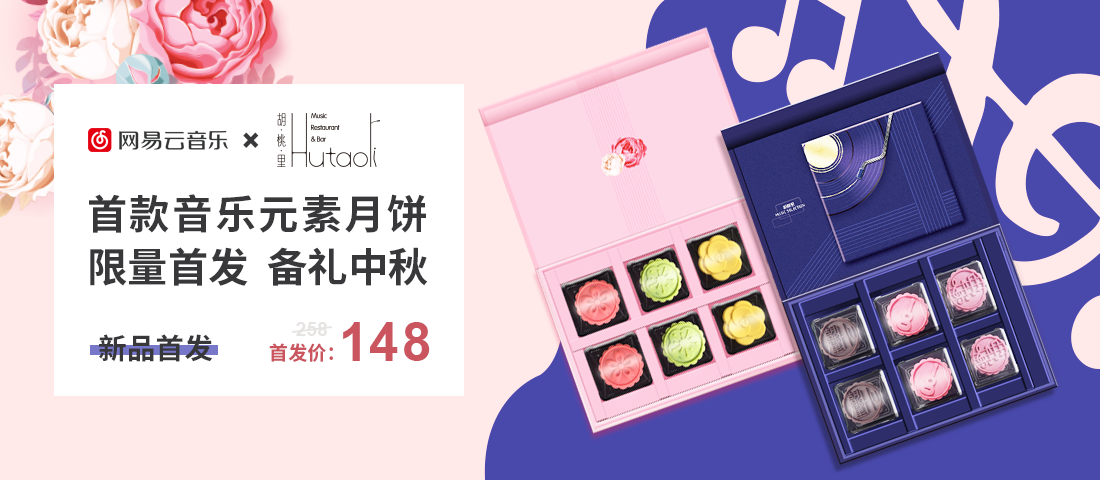 网易云音乐 × 胡·桃·里 Hutaoli
Music
Restaurant
& Bar
首款音乐元素月饼
限量首发 备礼中秋
新品首发
258
首发价：148